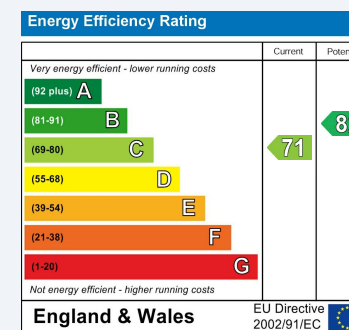 Energy Efficiency Rating
Current
Very energy efficient - lower running costs
(92 plus) A
(81-91) B
(69-80) C
71
(55-68) D
(39-54) E
(21-38) F
(1-20) G
Not energy efficient - higher running costs
England & Wales
EU Directive
2002/91/EC